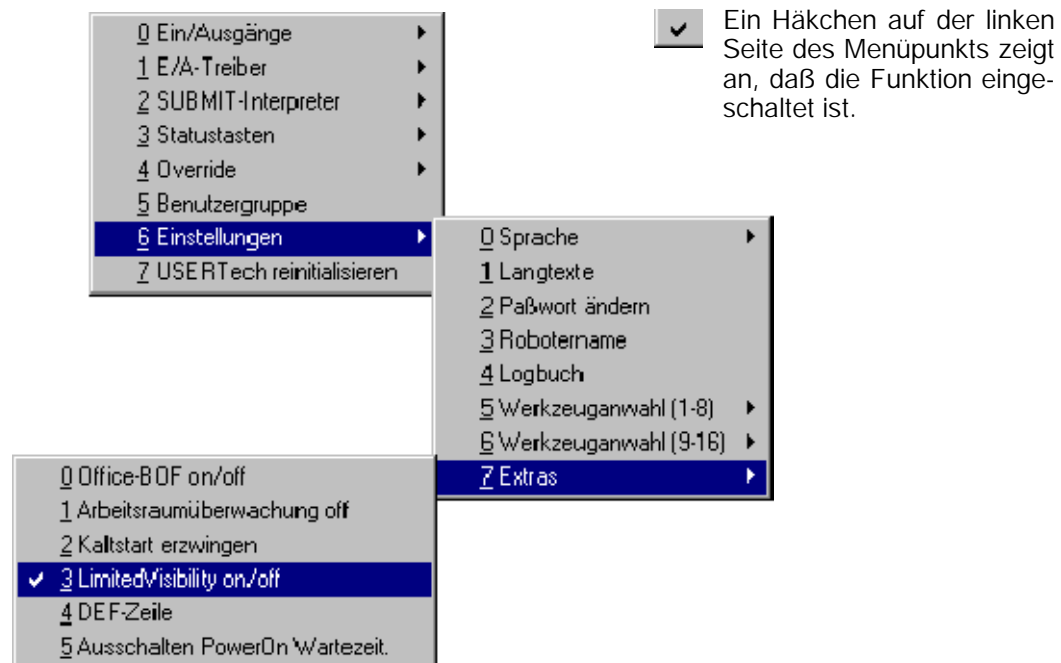 0 Ein/Ausgänge
1 E/A-Treiber
2 SUBMIT-Interpreter
3 Statustasten
4 Override
5 Benutzergruppe
6 Einstellungen
7 USERTech reinitialisieren
Ein Häkchen auf der linken
Seite des Menüpunkts zeigt
an, daß die Funktion einge-
schaltet ist.
0 Sprache
1 Langtexte
2 Paßwort ändern
3 Robotername
4 Logbuch
5 Werkzeuganwahl (1-8)
6 Werkzeuganwahl (9-16)
7 Extras
0 Office-BOF on/off
1 Arbeitsraumüberwachung off
2 Kaltstart erzwingen
3 LimitedVisibility on/off
4 DEF-Zeile
5 Ausschalten PowerOn Wartezeit.